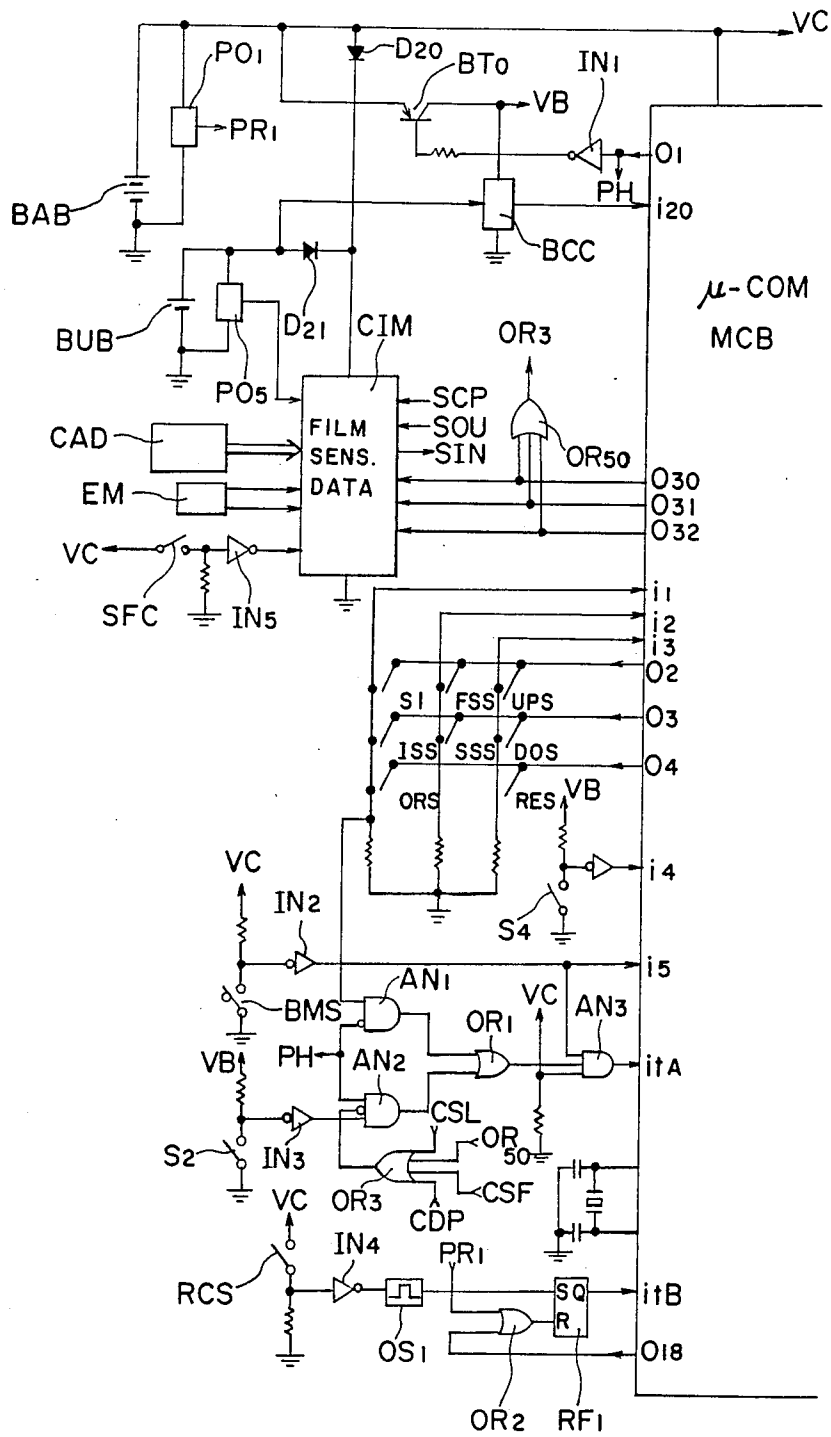 VC
PO1
D20
BT0
IN1
PR1
VB
O1
PH
BAB
i20
BCC
μ-COM
MCB
D21
CIM
OR3
BUB
PO5
SCP
CAD
FILM
SENS.
DATA
SOU
SIN
OR50
EM
O30
O31
O32
VC
SFC
IN5
i1
i2
i3
O2
S1
FSS
UPS
O3
ISS
SSS
DOS
O4
ORS
RES
VB
VC
i4
IN2
S4
i5
AN1
BMS
VC
AN3
OR1
PH
AN2
itA
VB
CSL
S2
IN3
OR50
OR3
CSF
CDP
VC
IN4
PR1
RCS
S Q
itB
R
OS1
O18
OR2
RF1